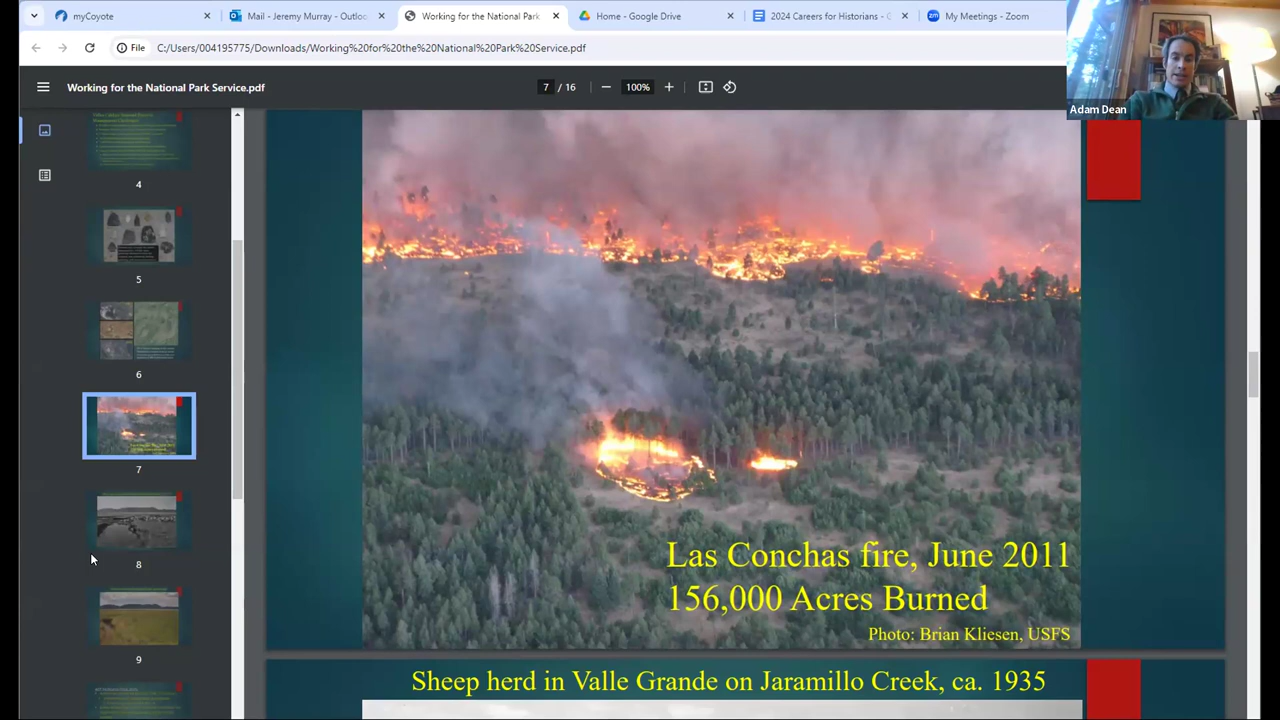 myCoyote
Mail - Jeremy Murray - Outloo
Working for the National Park
Home - Google Drive
2024 Careers for Historians - G
My Meetings - Zoom
File
C:/Users/004195775/Downloads/Working%20for%20the%20National%20Park%20Service.pdf
Working for the National Park Service.pdf
7 / 16
100%
Adam Dean
4
5
6
7
8
9
Las Conchas fire, June 2011
156,000 Acres Burned
Photo: Brian Kliesen, USFS
Sheep herd in Valle Grande on Jaramillo Creek, ca. 1935